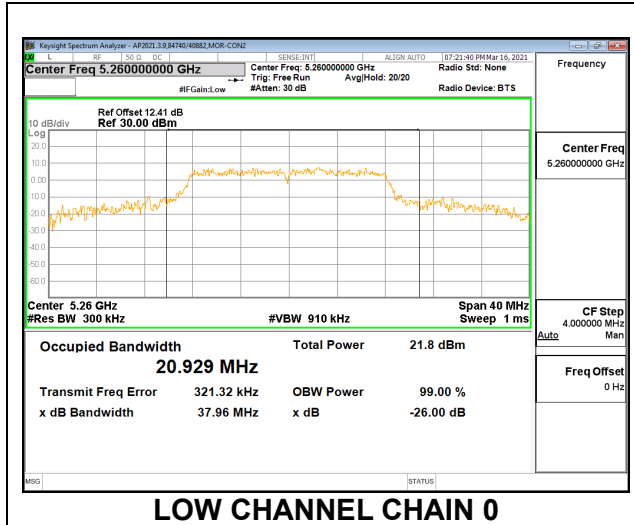 Keysight Spectrum Analyzer - AP2021.3.9,84740/40882,MOR-CON2
L RF 50 Ω DC SENSE:INT ALIGN AUTO 07:21:40 PM Mar 16, 2021
Center Freq 5.260000000 GHz
Center Freq: 5.260000000 GHz Radio Std: None
Trig: Free Run Avg|Hold: 20/20
#IFGain:Low #Atten: 30 dB Radio Device: BTS
Frequency
Ref Offset 12.41 dB
10 dB/div Ref 30.00 dBm
Log
20.0
10.0
0.00
-10.0
-20.0
-30.0
-40.0
-50.0
-60.0
Center 5.26 GHz Span 40 MHz
#Res BW 300 kHz #VBW 910 kHz Sweep 1 ms
Center Freq
5.260000000 GHz
CF Step
4.000000 MHz
Auto Man
Freq Offset
0 Hz
Occupied Bandwidth Total Power 21.8 dBm
20.929 MHz
Transmit Freq Error 321.32 kHz OBW Power 99.00 %
x dB Bandwidth 37.96 MHz x dB -26.00 dB
MSG STATUS
LOW CHANNEL CHAIN 0